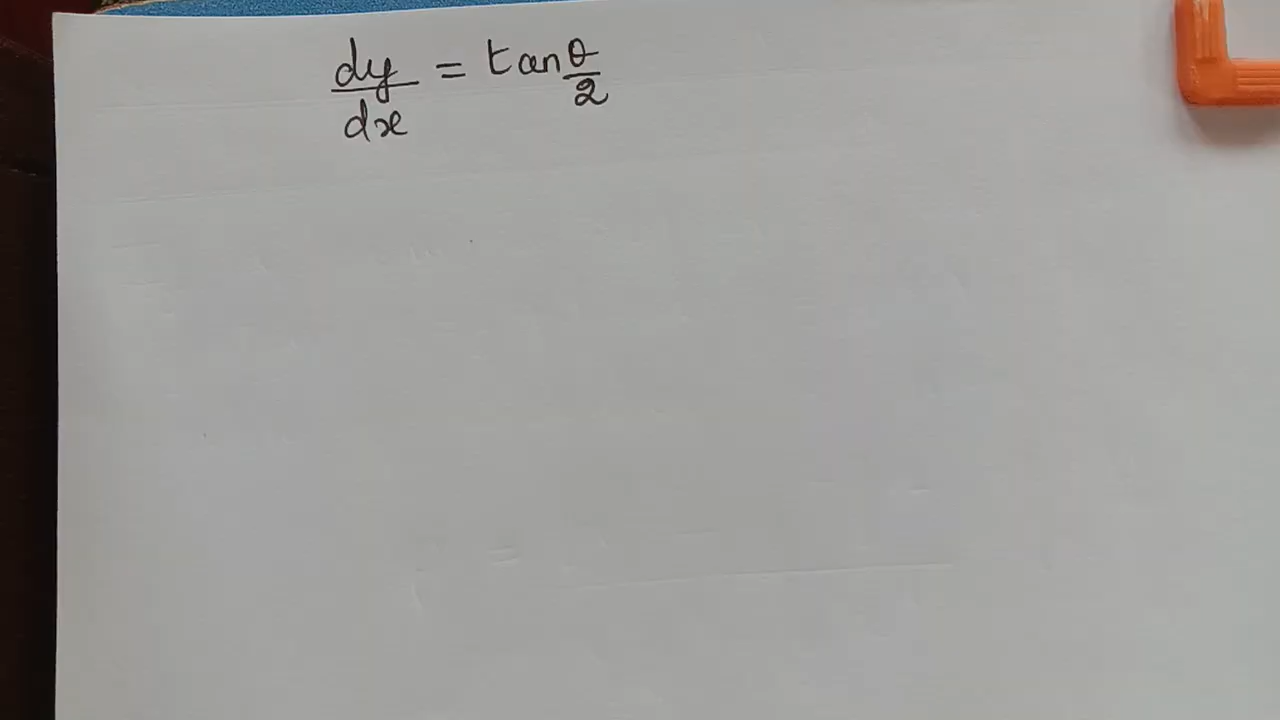 dy/dx = tan θ/2